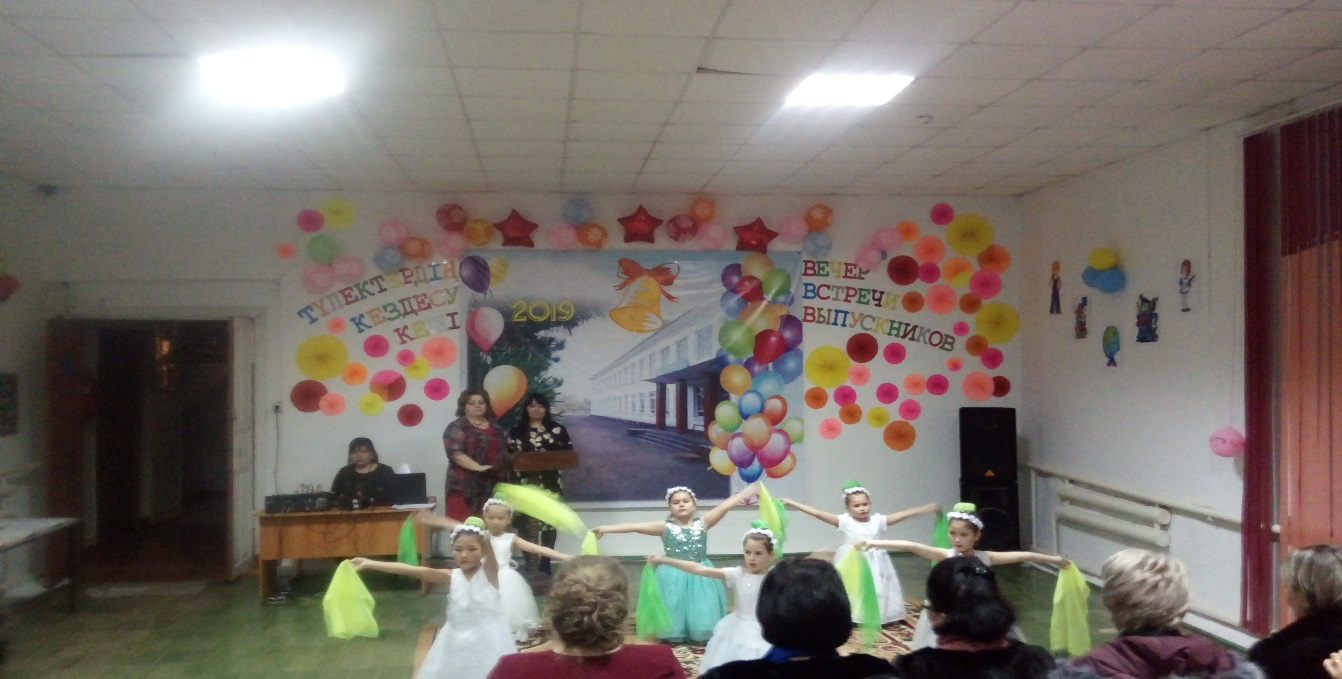 ТҮЛЕКТЕРДІҢ
КЕЗДЕСУ
КЕШІ
2019
ВЕЧЕР
ВСТРЕЧИ
ВЫПУСКНИКОВ